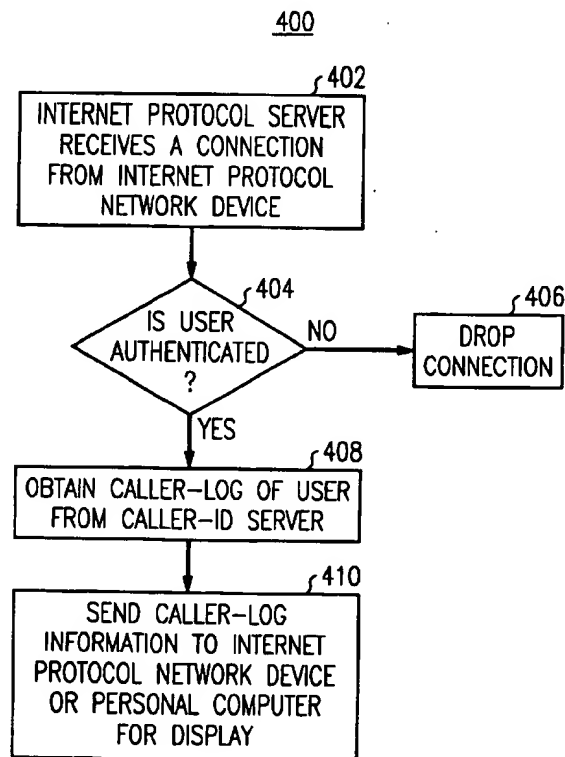 400
402
INTERNET PROTOCOL SERVER
RECEIVES A CONNECTION
FROM INTERNET PROTOCOL
NETWORK DEVICE
404
IS USER
AUTHENTICATED
?
NO
406
DROP
CONNECTION
YES
408
OBTAIN CALLER-LOG OF USER
FROM CALLER-ID SERVER
410
SEND CALLER-LOG
INFORMATION TO INTERNET
PROTOCOL NETWORK DEVICE
OR PERSONAL COMPUTER
FOR DISPLAY